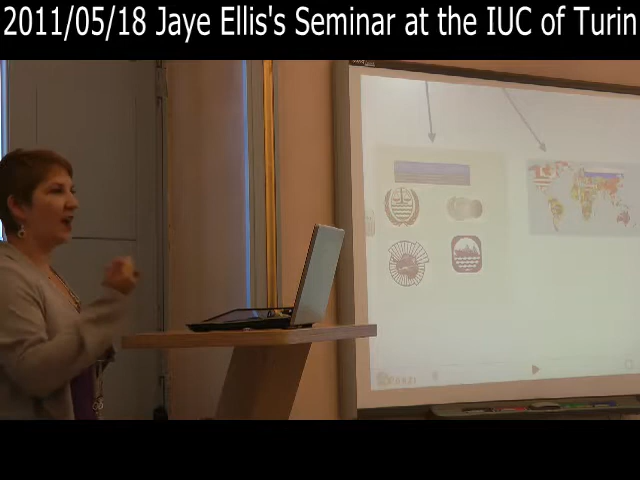 2011/05/18 Jaye Ellis's Seminar at the IUC of Turin